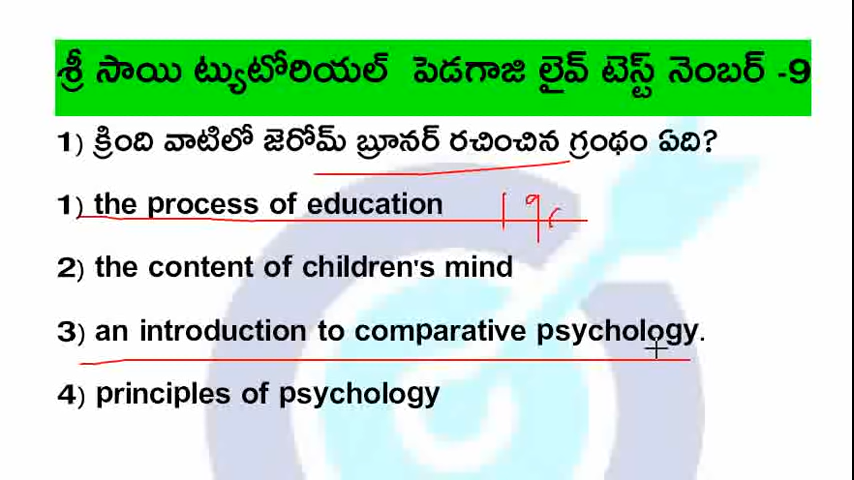 శ్రీ సాయి ట్యుటోరియల్ పెడగాజి లైవ్ టెస్ట్ నెంబర్ -9
1) క్రింది వాటిలో జెరోమ్ బ్రూనర్ రచించిన గ్రంథం ఏది?
1) the process of education
2) the content of children's mind
3) an introduction to comparative psychology.
4) principles of psychology